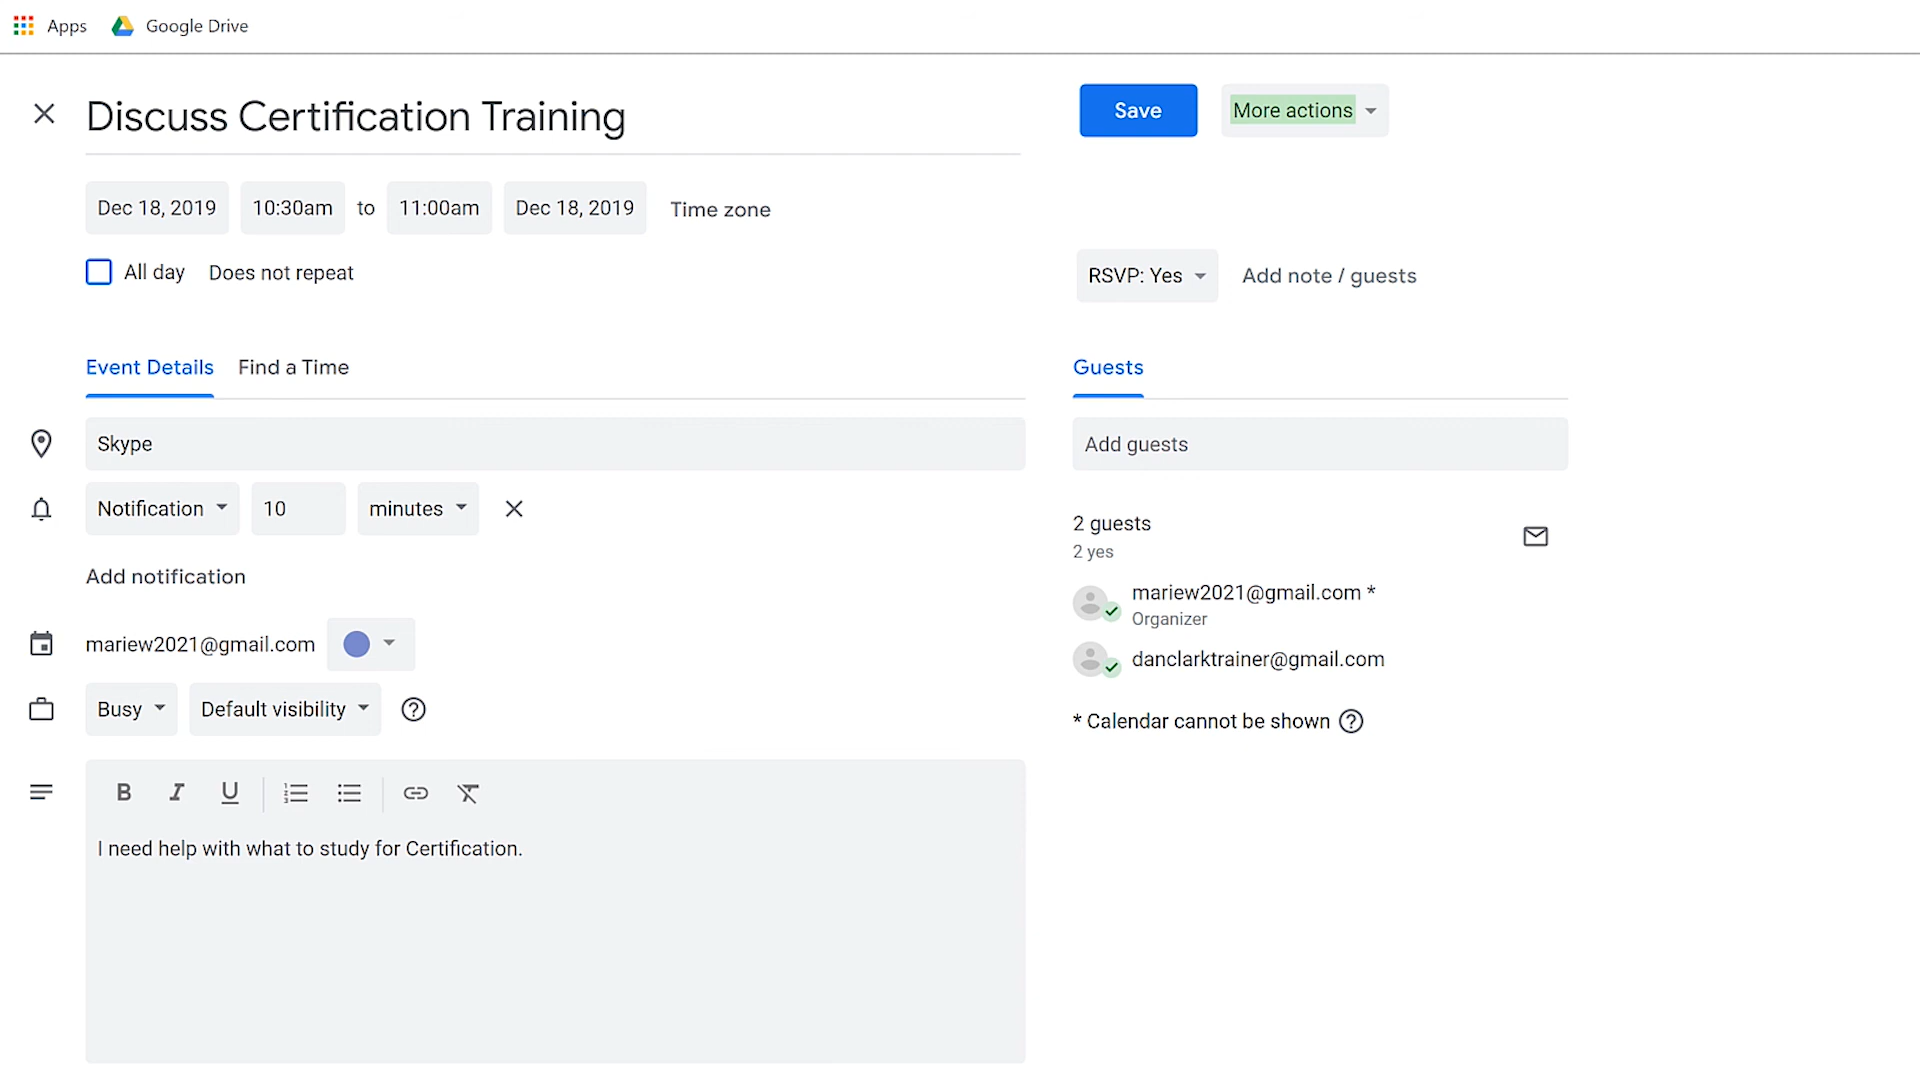 Apps Google Drive
Discuss Certification Training
Save More actions
Dec 18, 2019 10:30am to 11:00am Dec 18, 2019 Time zone
All day Does not repeat
RSVP: Yes Add note / guests
Event Details Find a Time
Guests
Skype
Add guests
Notification 10 minutes
Add notification
2 guests
2 yes
mariew2021@gmail.com *
Organizer
danclarktrainer@gmail.com
* Calendar cannot be shown
mariew2021@gmail.com
Busy Default visibility
B I U
I need help with what to study for Certification.